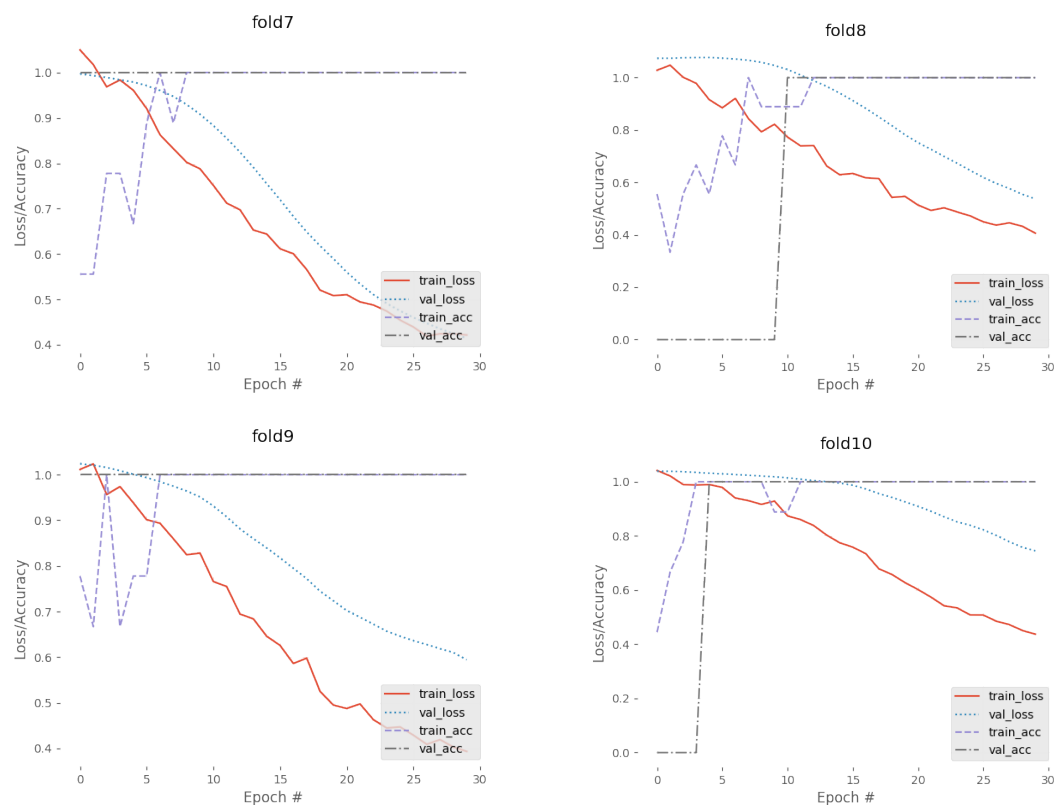 fold7
1.0
0.9
0.8
0.7
0.6
0.5
0.4
Loss/Accuracy
0 5 10 15 20 25 30
Epoch #
train_loss
val_loss
train_acc
val_acc
fold8
1.0
0.8
0.6
0.4
0.2
0.0
Loss/Accuracy
0 5 10 15 20 25 30
Epoch #
train_loss
val_loss
train_acc
val_acc
fold9
1.0
0.9
0.8
0.7
0.6
0.5
0.4
Loss/Accuracy
0 5 10 15 20 25 30
Epoch #
train_loss
val_loss
train_acc
val_acc
fold10
1.0
0.8
0.6
0.4
0.2
0.0
Loss/Accuracy
0 5 10 15 20 25 30
Epoch #
train_loss
val_loss
train_acc
val_acc